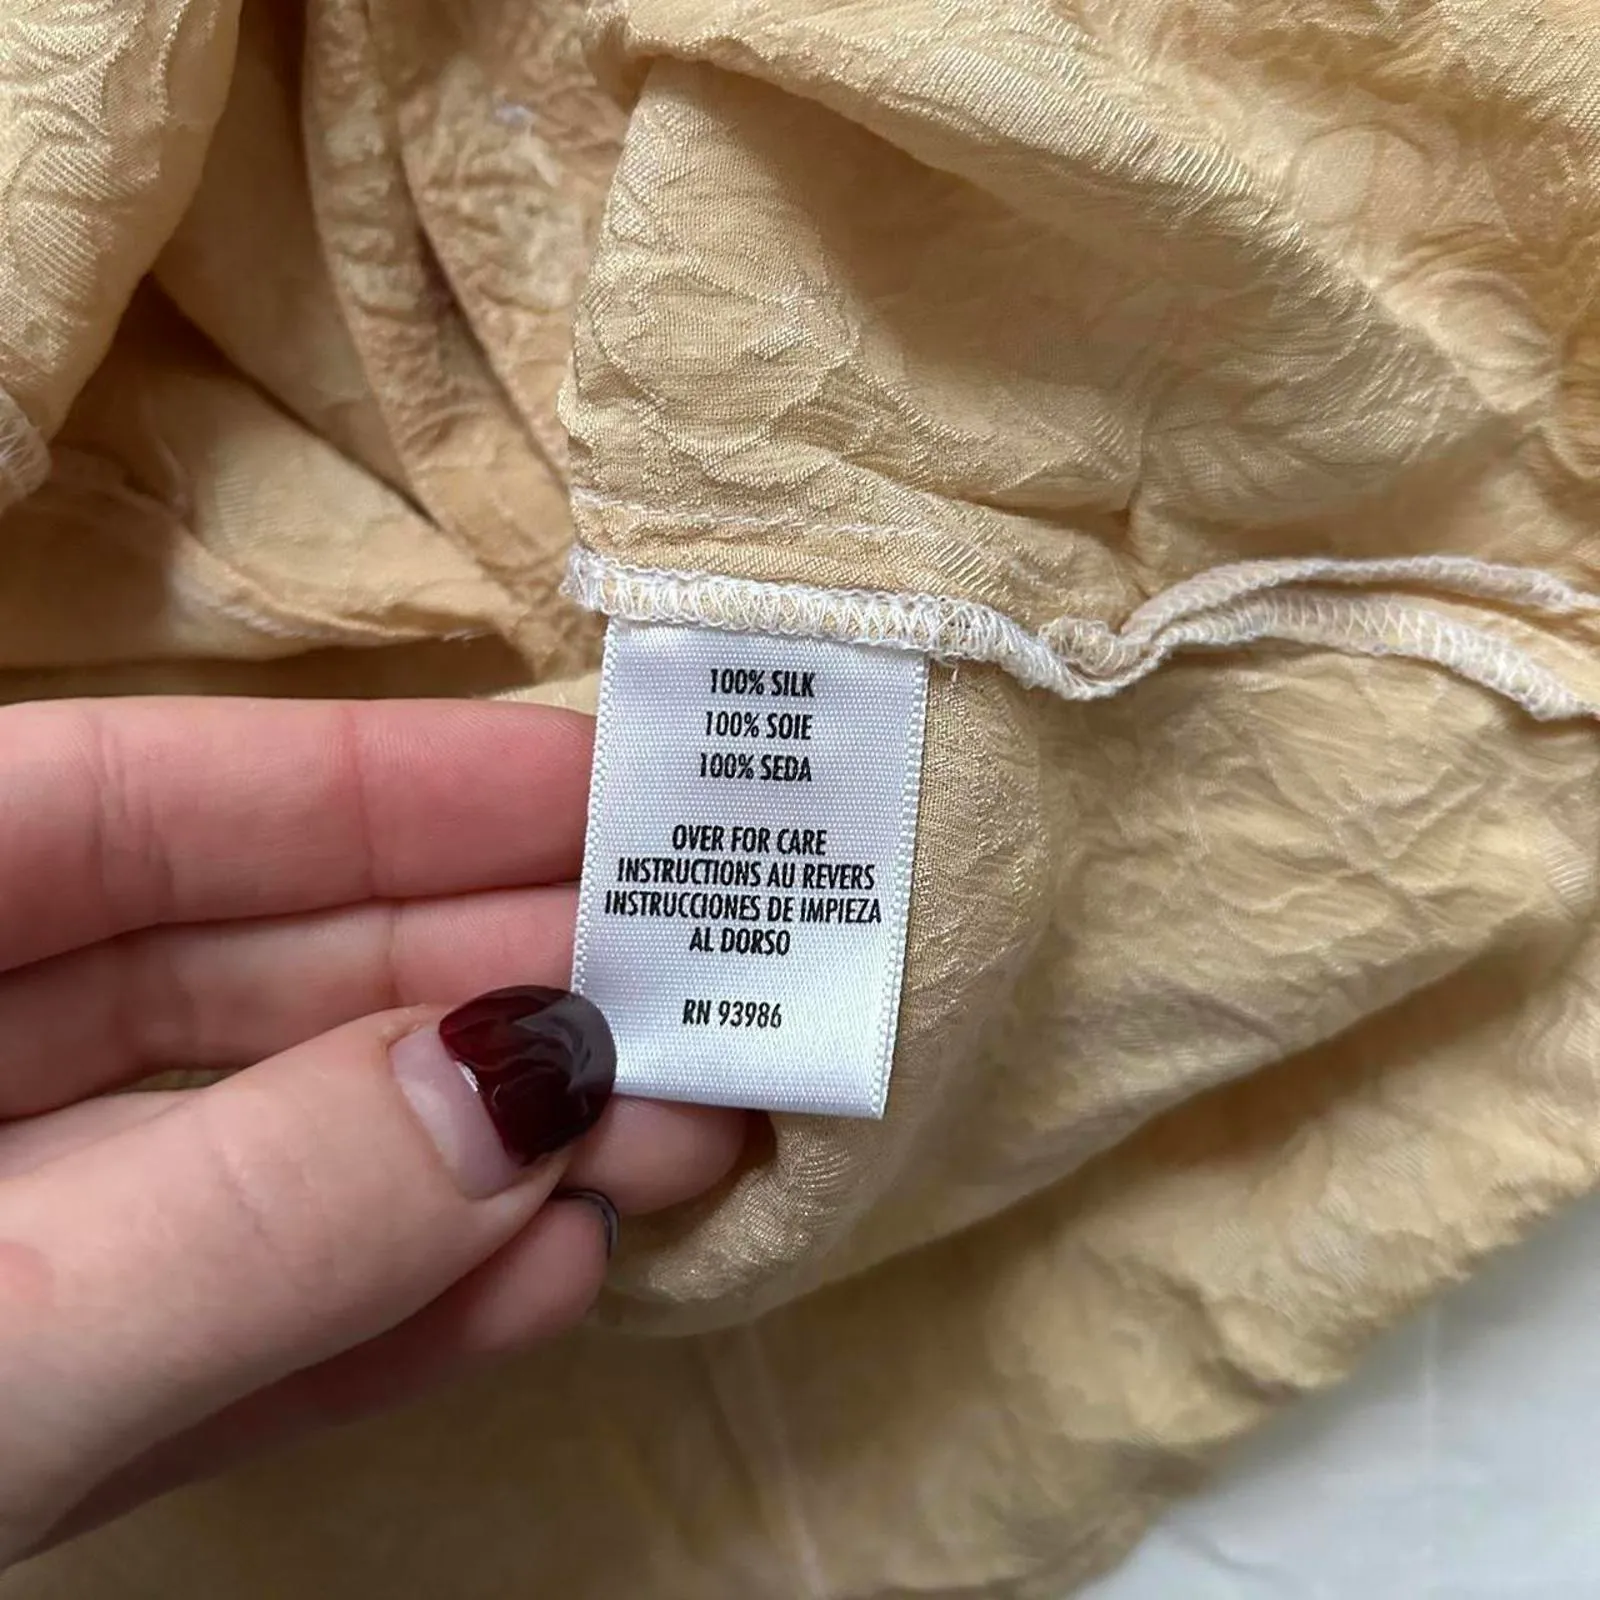 100% SILK
100% SOIE
100% SEDA
OVER FOR CARE
INSTRUCTIONS AU REVERS
INSTRUCCIONES DE IMPIEZA
AL DORSO
RN 93986